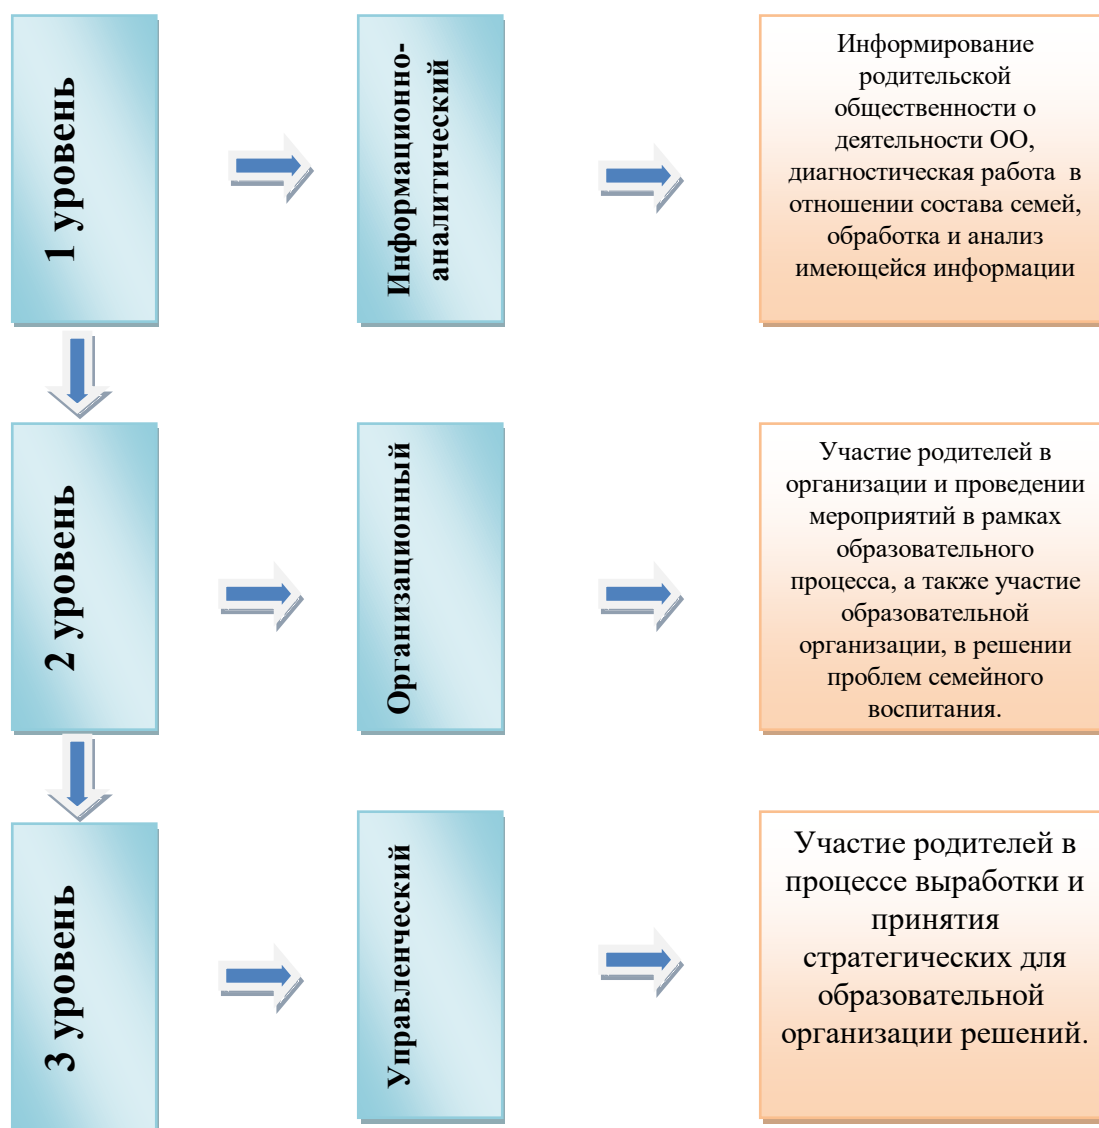 1 уровень
Информационно-
аналитический
Информирование
родительской
общественности о
деятельности ОО,
диагностическая работа в
отношении состава семей,
обработка и анализ
имеющейся информации
2 уровень
Организационный
Участие родителей в
организации и проведении
мероприятий в рамках
образовательного
процесса, а также участие
образовательной
организации, в решении
проблем семейного
воспитания.
3 уровень
Управленческий
Участие родителей в
процессе выработки и
принятия
стратегических для
образовательной
организации решений.